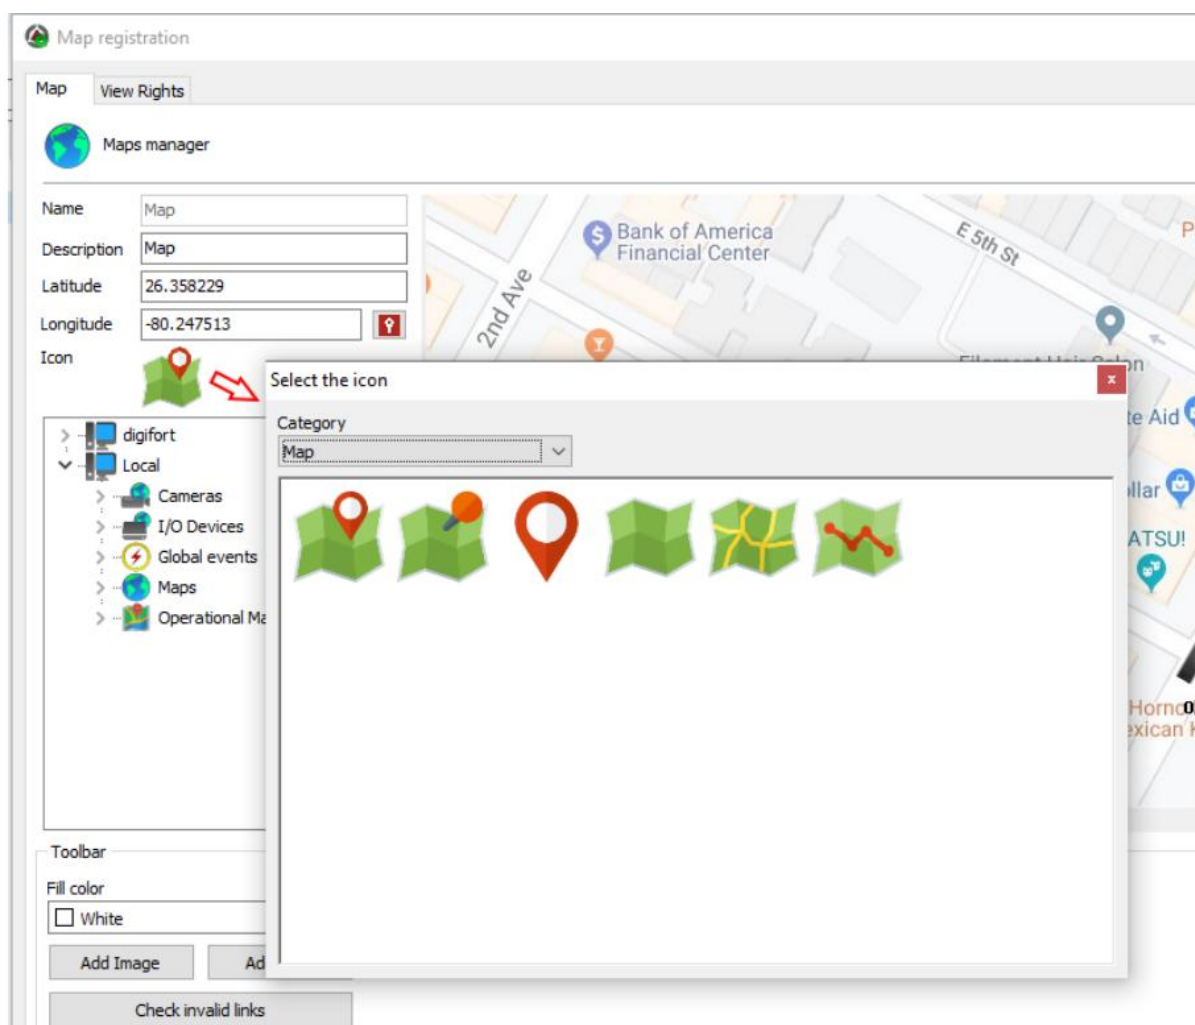 Map registration
Map
View Rights
Maps manager
Name
Map
Description
Map
Latitude
26.358229
Longitude
-80.247513
Icon
Bank of America
Financial Center
E 5th St
2nd Ave
P
Select the icon
Category
Map
te Aid
llar
ATSU!
digifort
Local
Cameras
I/O Devices
Global events
Maps
Operational Ma
Horno
exican
Toolbar
Fill color
White
Add Image
Ad
Check invalid links